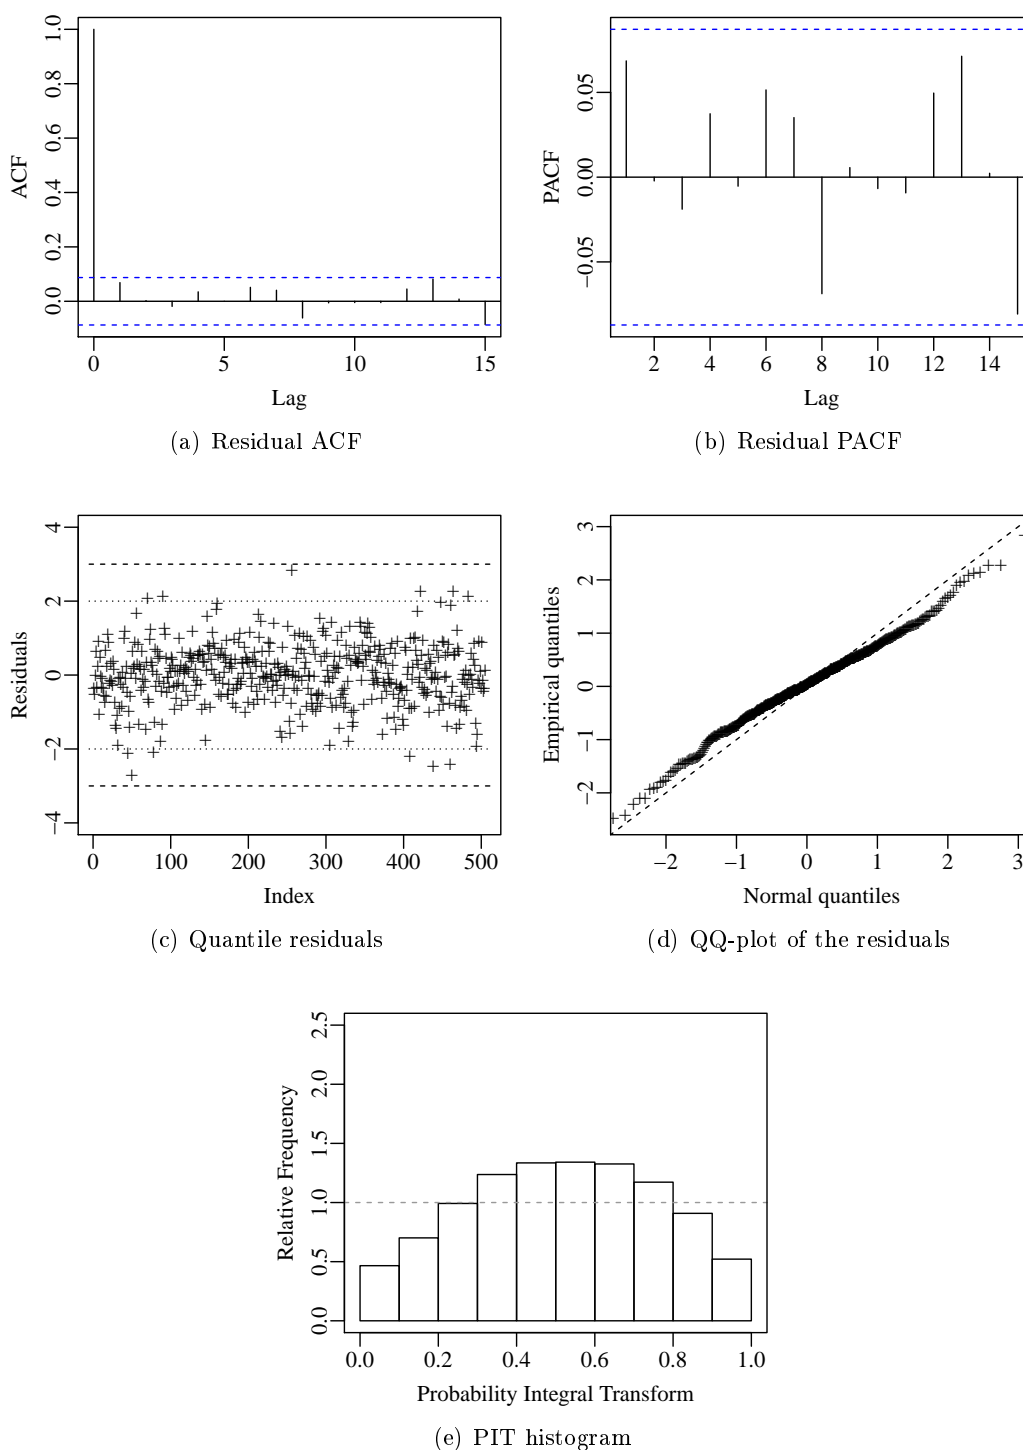 ACF
0.0 0.2 0.4 0.6 0.8 1.0
0 5 10 15
Lag
(a) Residual ACF
PACF
−0.05 0.00 0.05
2 4 6 8 10 12 14
Lag
(b) Residual PACF
Residuals
−4 −2 0 2 4
0 100 200 300 400 500
Index
(c) Quantile residuals
Empirical quantiles
−2 −1 0 1 2 3
−2 −1 0 1 2 3
Normal quantiles
(d) QQ-plot of the residuals
Relative Frequency
0.0 0.5 1.0 1.5 2.0 2.5
0.0 0.2 0.4 0.6 0.8 1.0
Probability Integral Transform
(e) PIT histogram